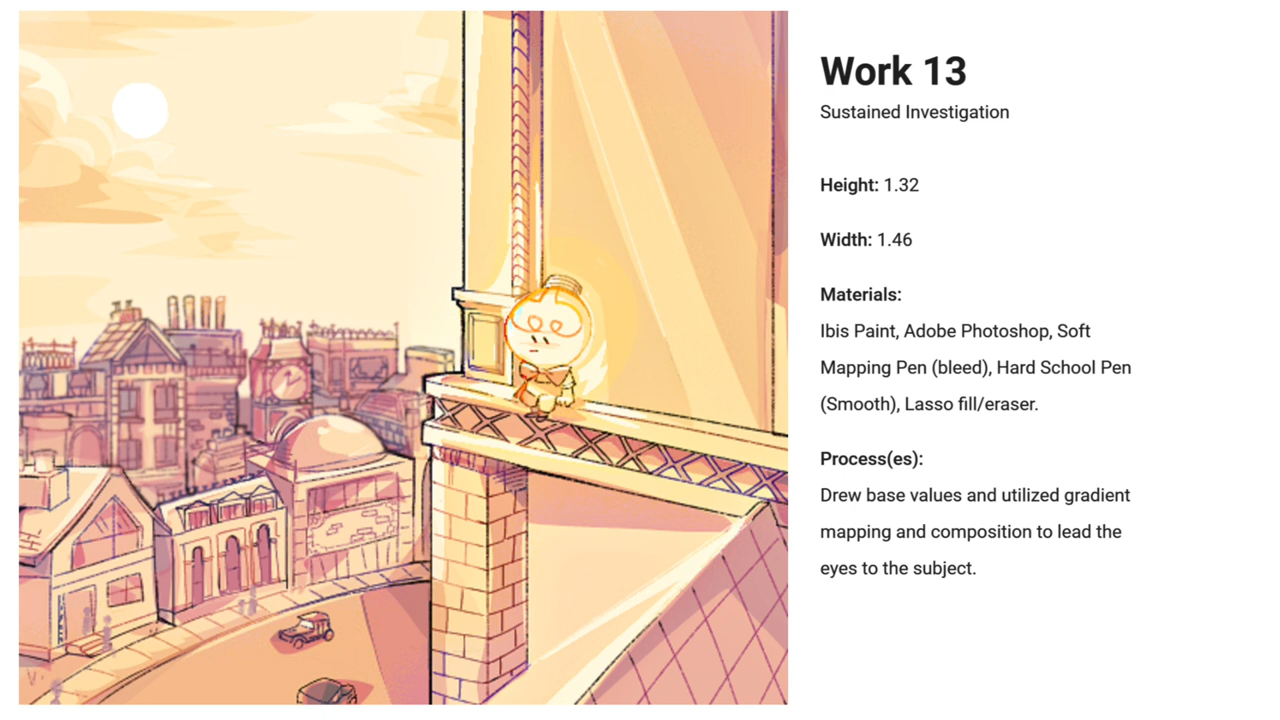 Work 13
Sustained Investigation
Height: 1.32
Width: 1.46
Materials:
Ibis Paint, Adobe Photoshop, Soft
Mapping Pen (bleed), Hard School Pen
(Smooth), Lasso fill/eraser.
Process(es):
Drew base values and utilized gradient
mapping and composition to lead the
eyes to the subject.